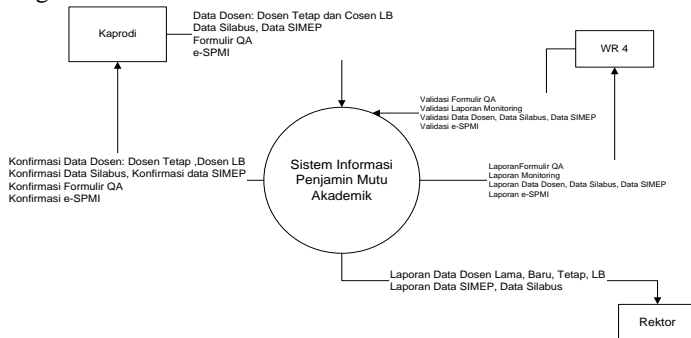 Kaprodi
Data Dosen: Dosen Tetap dan Cosen LB
Data Silabus, Data SIMEP
Formulir QA
e-SPMI
WR 4
Validasi Formulir QA
Validasi Laporan Monitoring
Validasi Data Dosen, Data Silabus, Data SIMEP
Validasi e-SPMI
Konfirmasi Data Dosen: Dosen Tetap ,Dosen LB
Konfirmasi Data Silabus, Konfirmasi data SIMEP
Konfirmasi Formulir QA
Konfirmasi e-SPMI
Sistem Informasi
Penjamin Mutu
Akademik
LaporanFormulir QA
Laporan Monitoring
Laporan Data Dosen, Data Silabus, Data SIMEP
Laporan e-SPMI
Laporan Data Dosen Lama, Baru, Tetap, LB
Laporan Data SIMEP, Data Silabus
Rektor